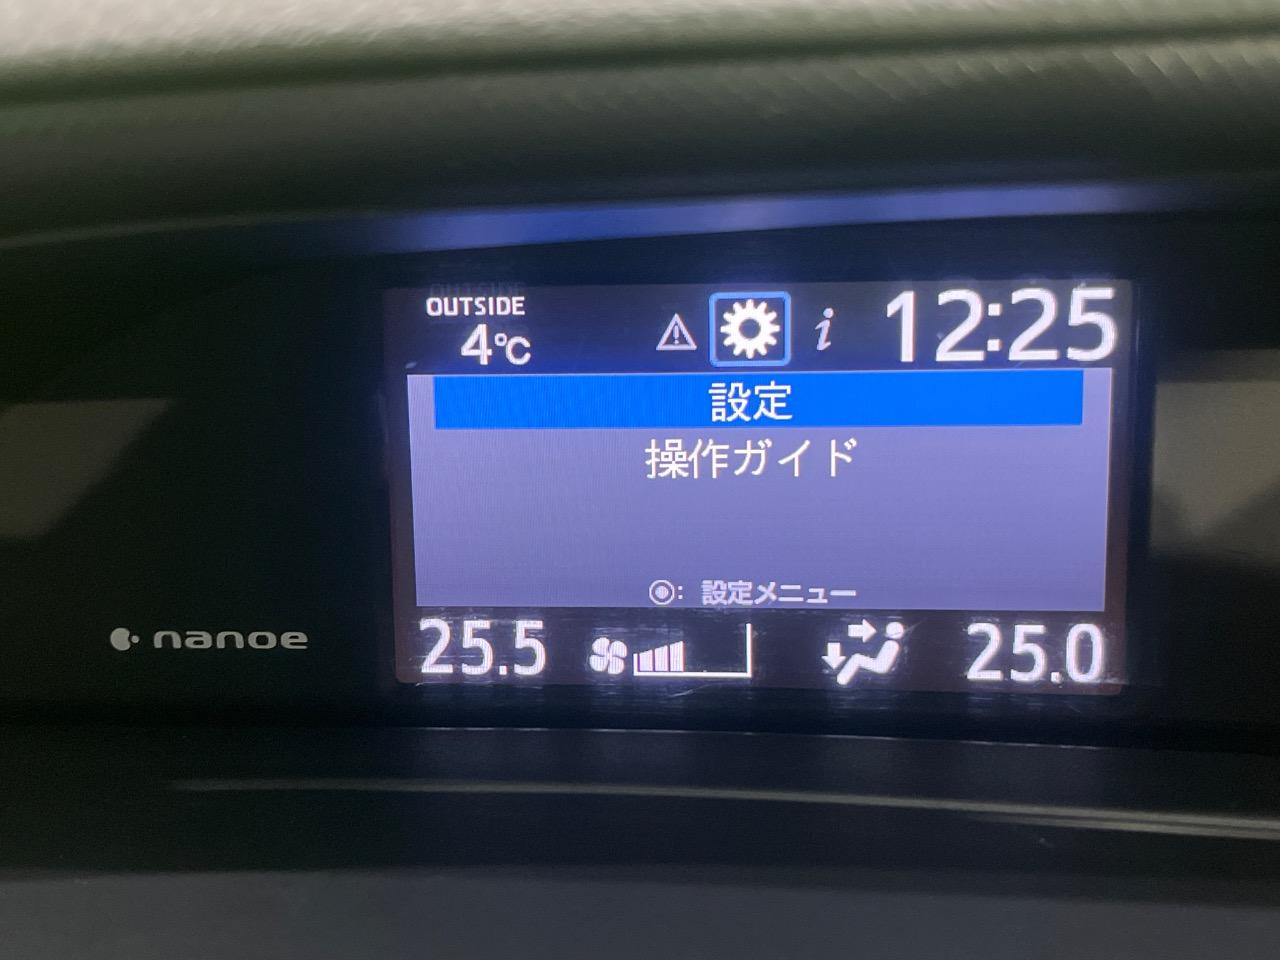 OUTSIDE
4℃
i
12:25
設定
操作ガイド
◉: 設定メニュー
nanoe
25.5
25.0